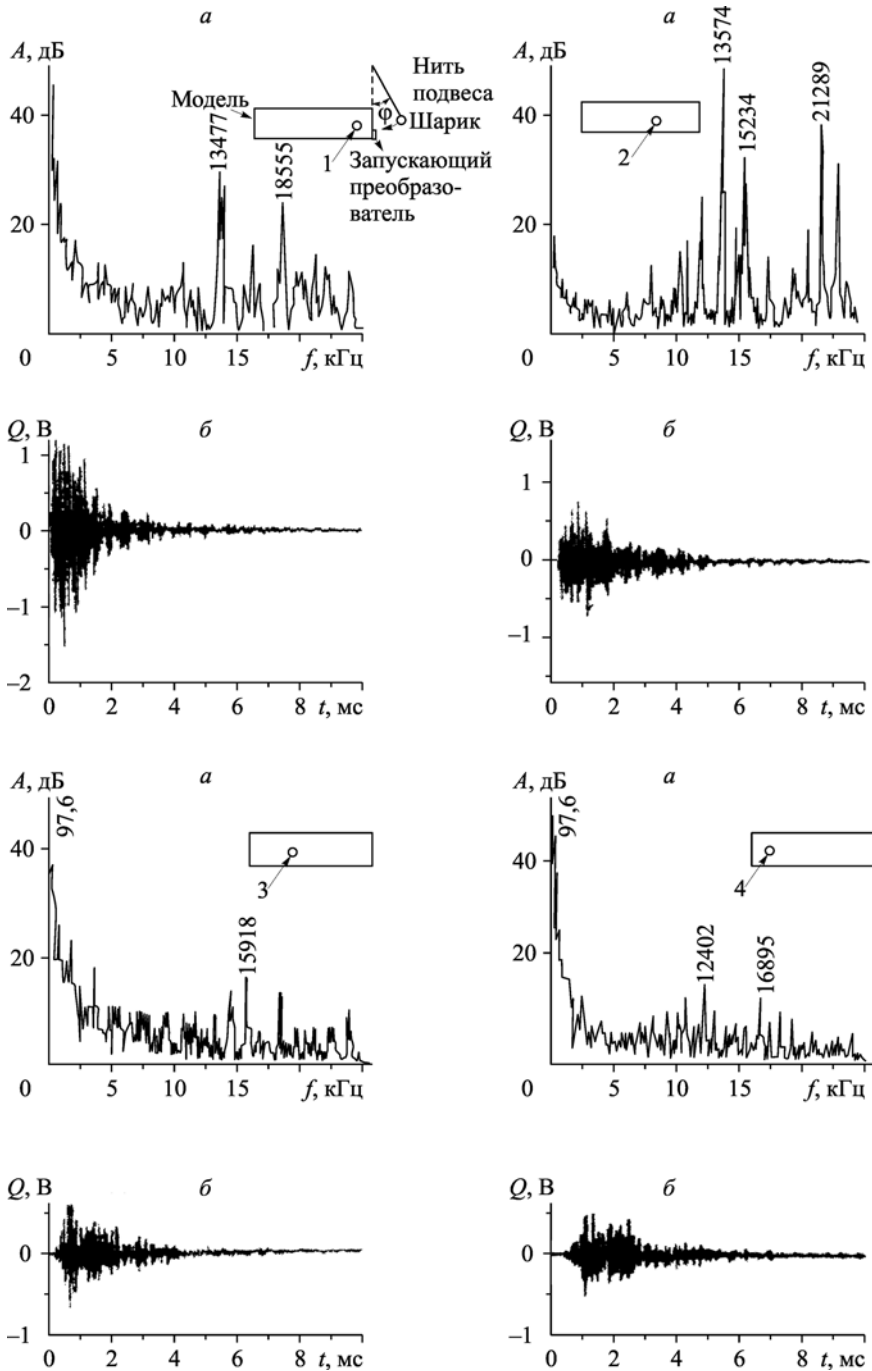 а
а
A, дБ
A, дБ
40
20
0
5
10
15
f, кГц
13477
18555
Модель
Нить
подвеса
φ
Шарик
1
Запускающий
преобразо-
ватель
40
20
0
5
10
15
f, кГц
13574
15234
21289
2
Q, В
б
1
0
–1
–2
0
2
4
6
8
t, мс
Q, В
б
1
0
–1
0
2
4
6
8
t, мс
A, дБ
а
97,6
40
20
15918
3
0
5
10
15
f, кГц
A, дБ
а
97,6
40
20
12402
16895
4
0
5
10
15
f, кГц
Q, В
б
0
–1
0
2
4
6
8
t, мс
Q, В
б
0
–1
0
2
4
6
8
t, мс